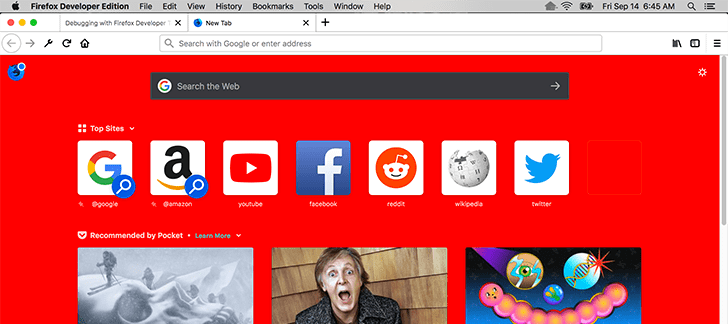 Firefox Developer Edition File Edit View History Bookmarks Tools Window Help Fri Sep 14 6:45 AM
Debugging with Firefox Developer T New Tab
Search with Google or enter address
Search the Web
Top Sites
@google @amazon youtube facebook reddit wikipedia twitter
Recommended by Pocket • Learn More